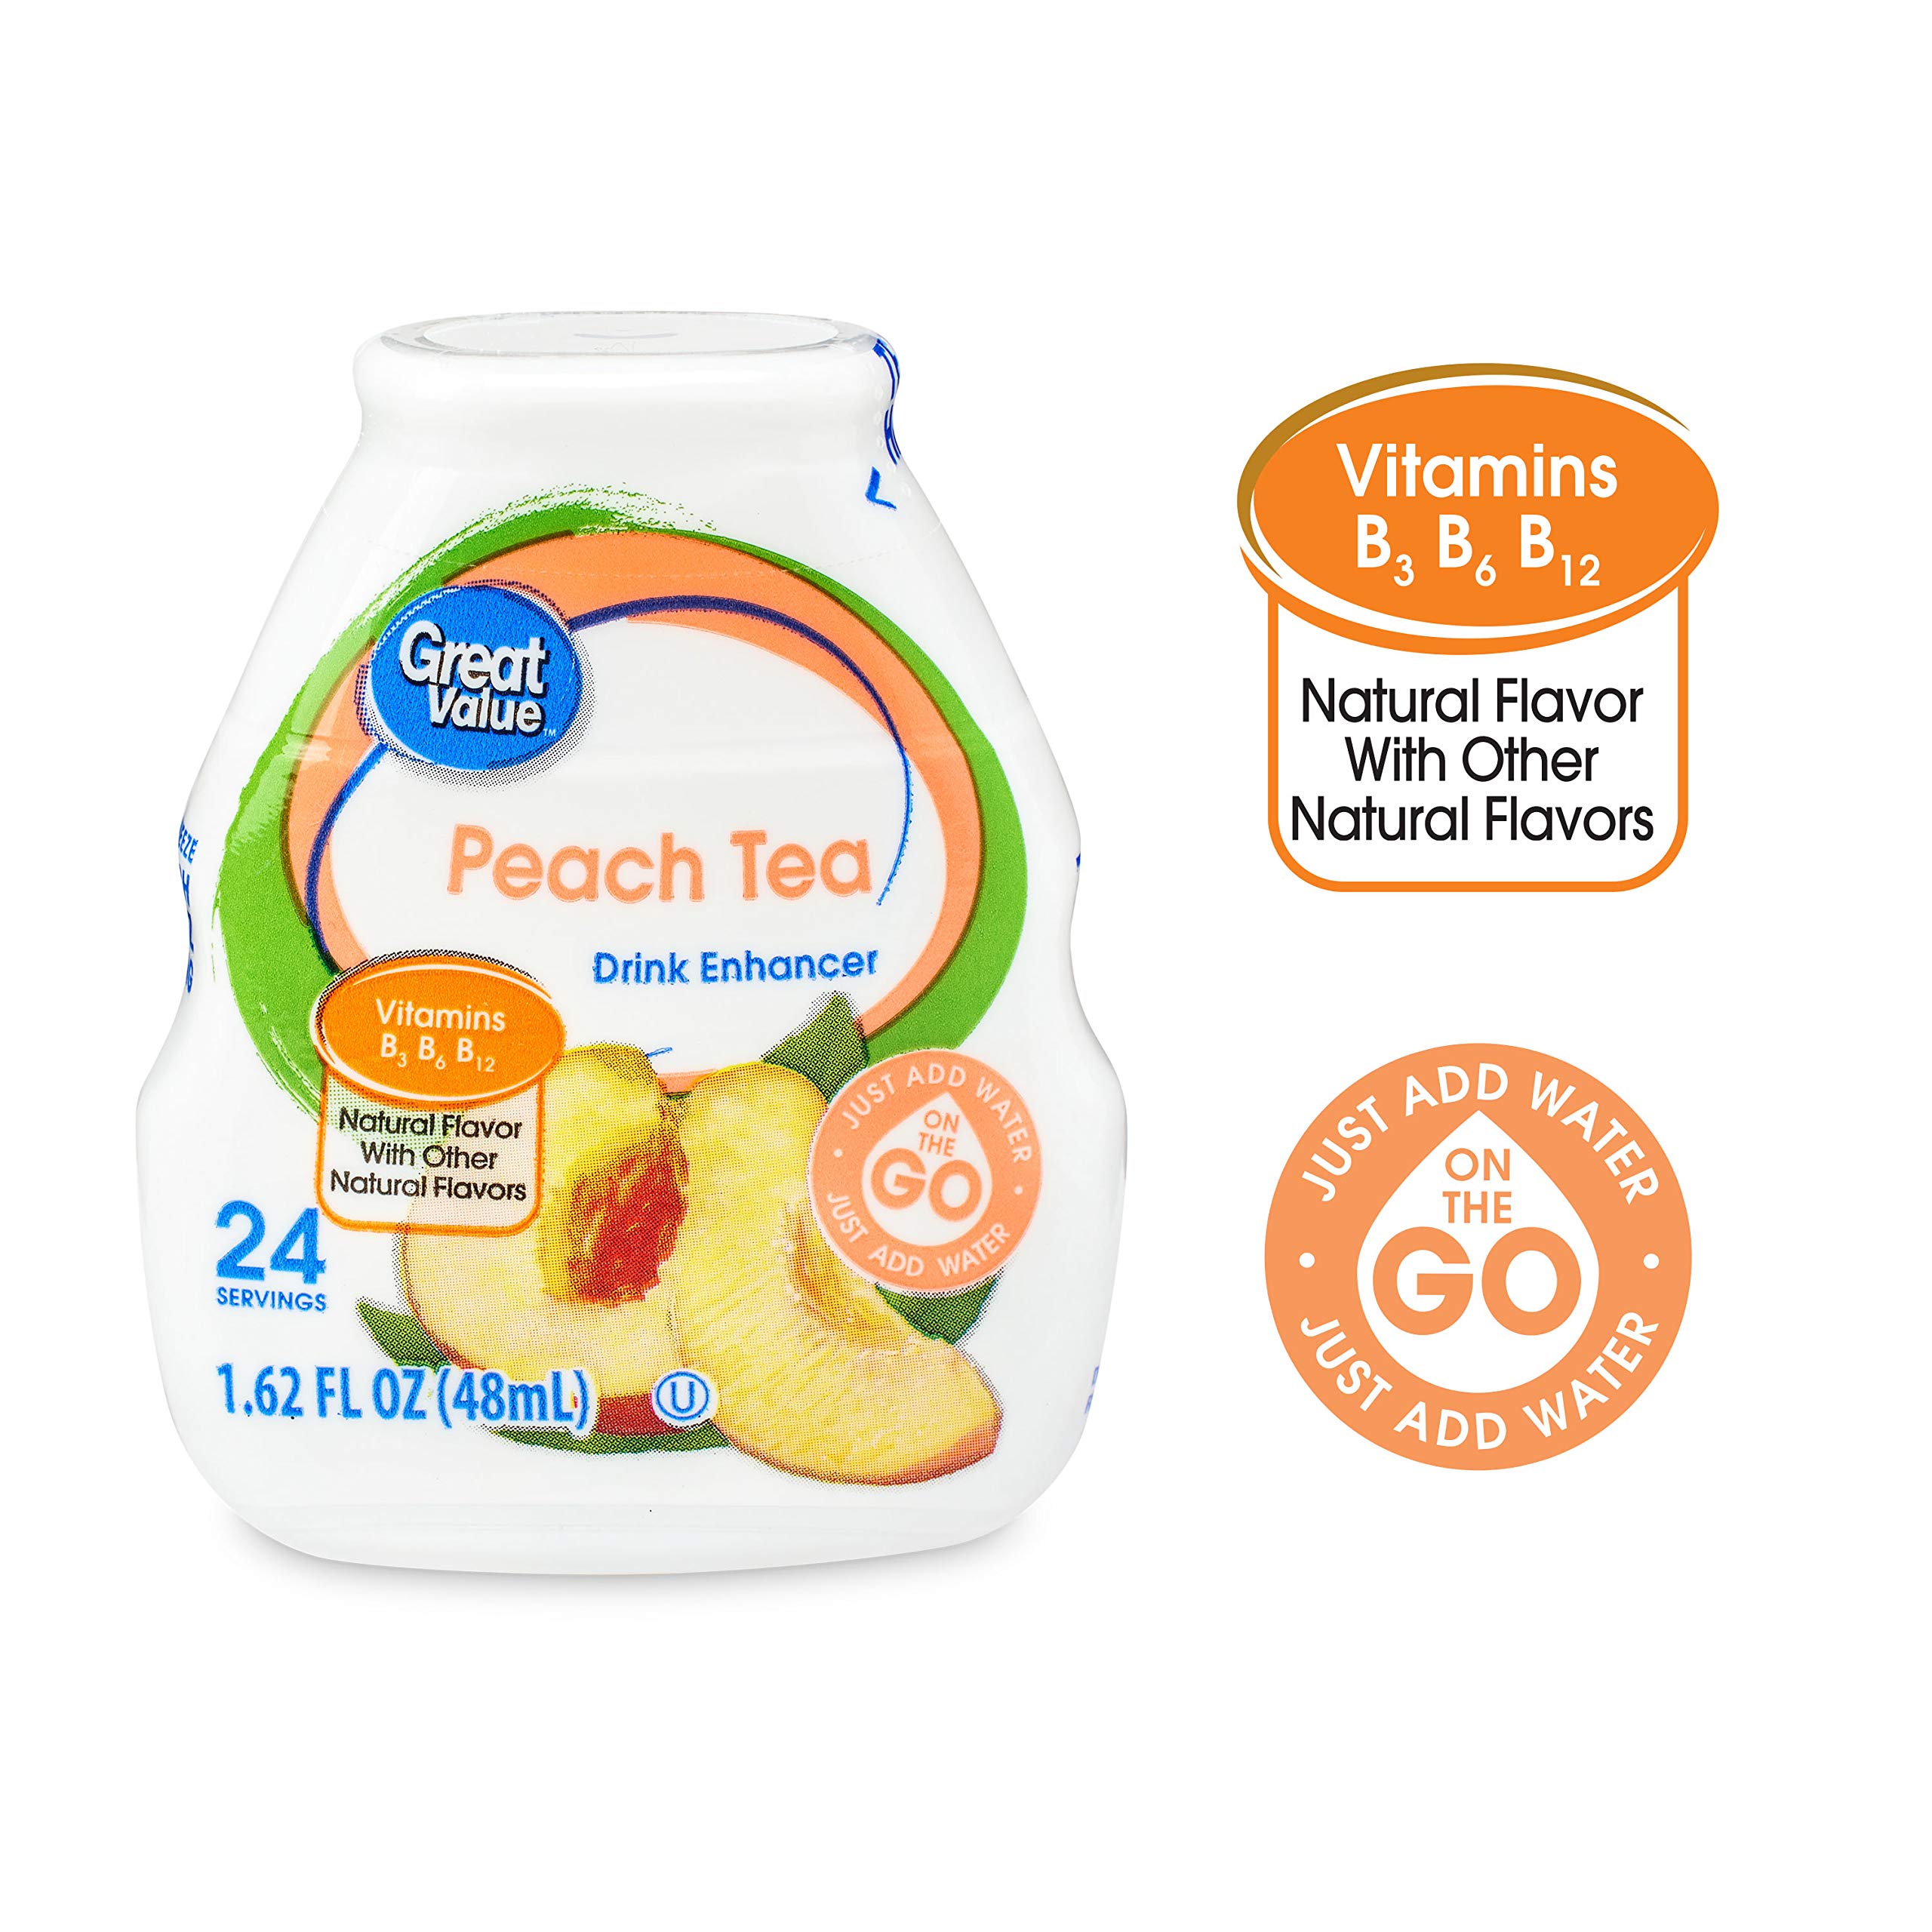 Great
Value™
Peach Tea
Drink Enhancer
Vitamins
B3 B6 B12
Natural Flavor
With Other
Natural Flavors
JUST ADD WATER
ON
THE
GO
JUST ADD WATER
24
SERVINGS
1.62 FL OZ (48mL)
U
Vitamins
B3 B6 B12
Natural Flavor
With Other
Natural Flavors
JUST ADD WATER
ON
THE
GO
JUST ADD WATER